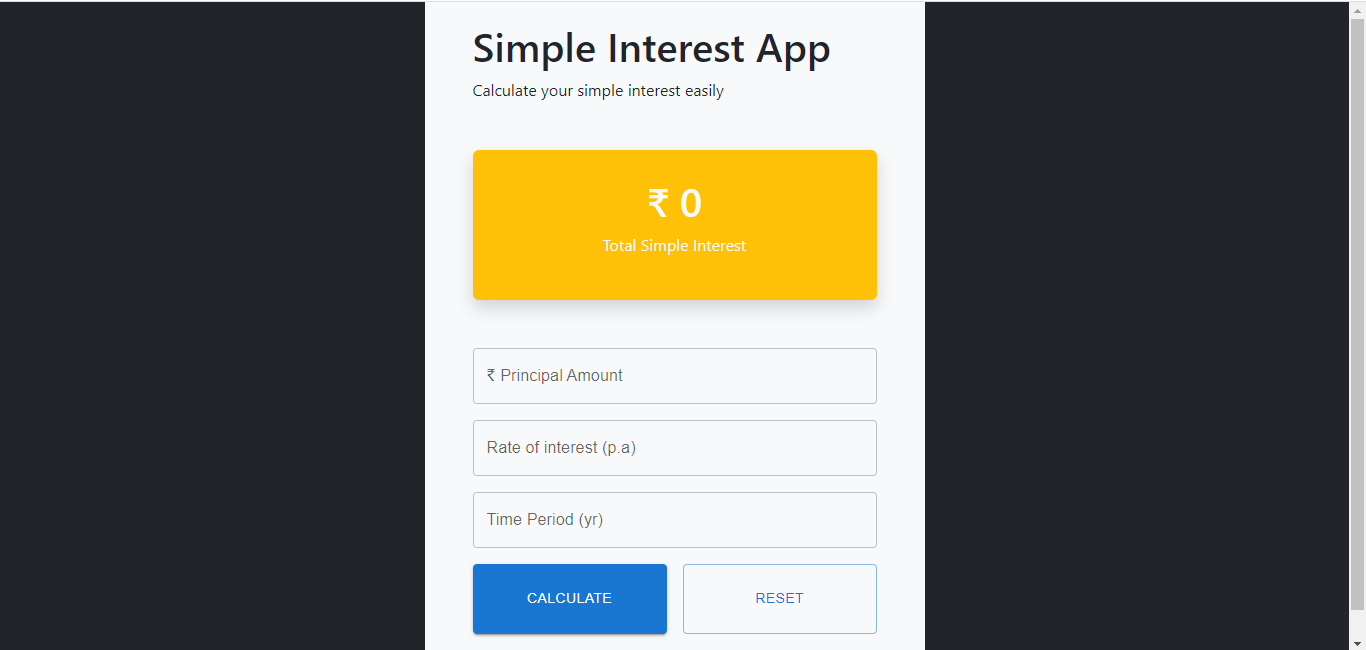 Simple Interest App
Calculate your simple interest easily
₹ 0
Total Simple Interest
₹ Principal Amount
Rate of interest (p.a)
Time Period (yr)
CALCULATE
RESET